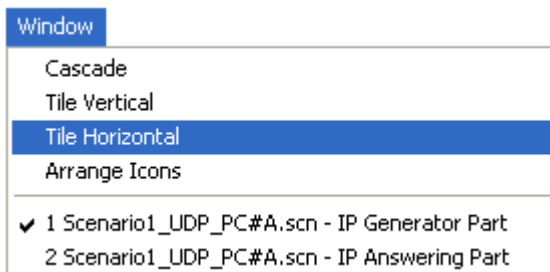 Window
Cascade
Tile Vertical
Tile Horizontal
Arrange Icons
1 Scenario1_UDP_PC#A.scn - IP Generator Part
2 Scenario1_UDP_PC#A.scn - IP Answering Part